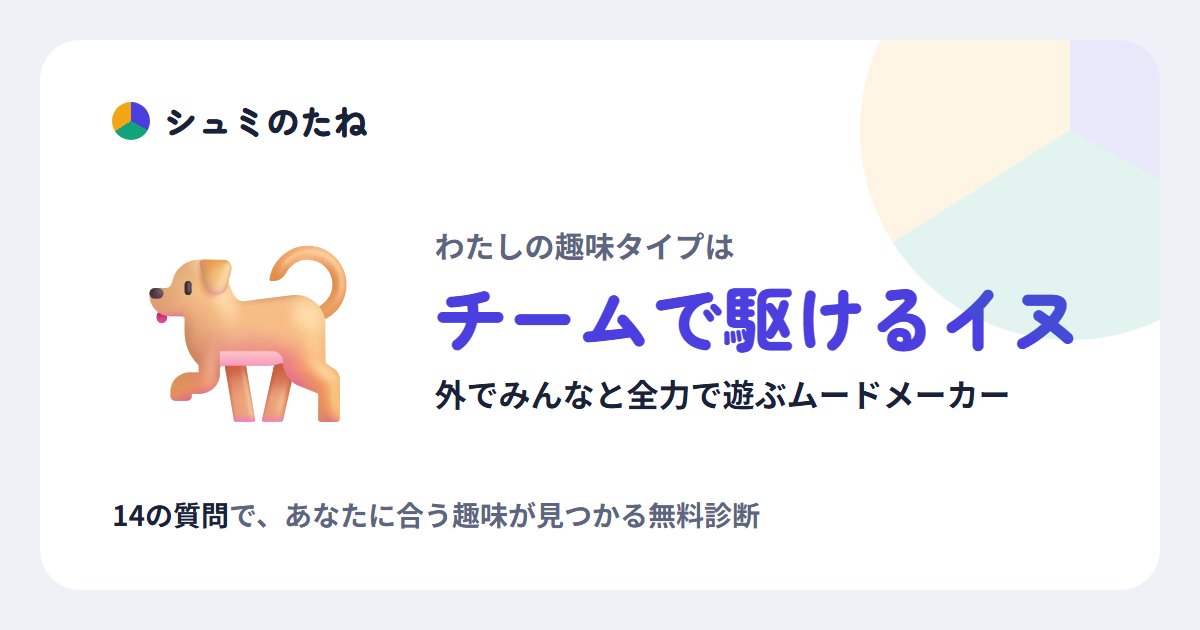 シュミのたね
わたしの趣味タイプは
チームで駆けるイヌ
外でみんなと全力で遊ぶムードメーカー
14の質問で、あなたに合う趣味が見つかる無料診断